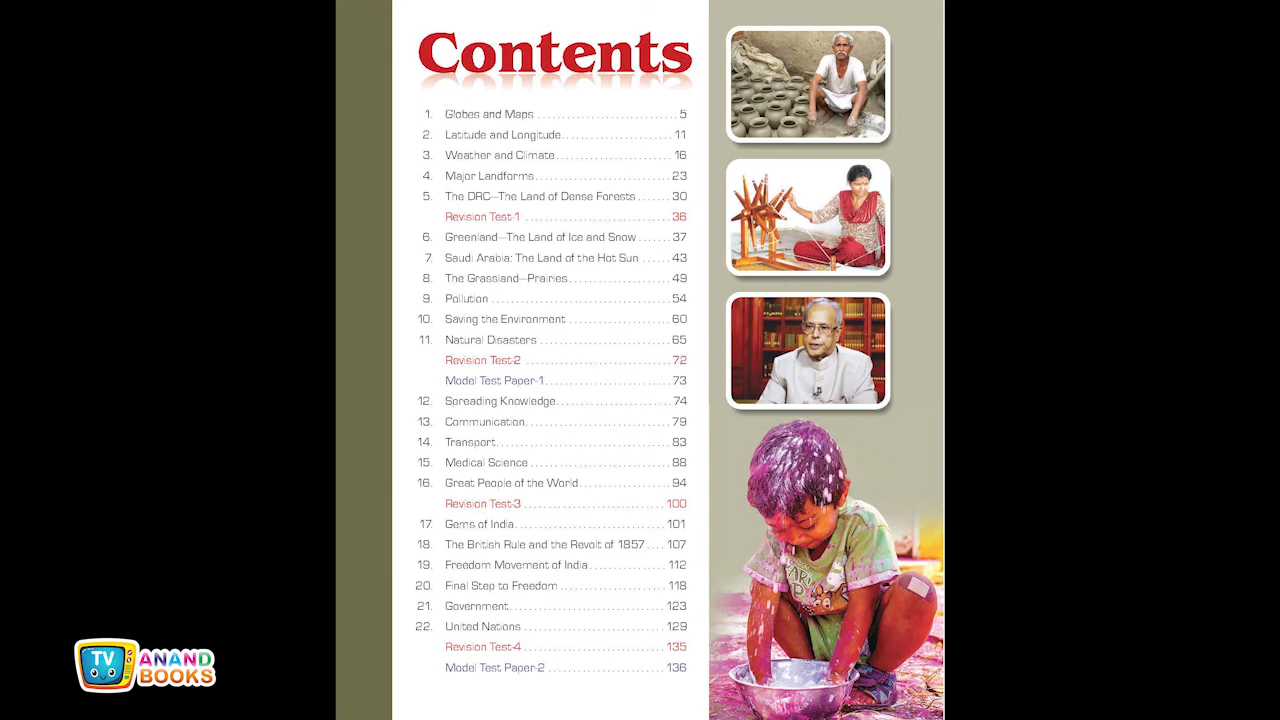 Contents
1. Globes and Maps 5
2. Latitude and Longitude 11
3. Weather and Climate 16
4. Major Landforms 23
5. The DRC—The Land of Dense Forests 30
Revision Test-1 36
6. Greenland—The Land of Ice and Snow 37
7. Saudi Arabia: The Land of the Hot Sun 43
8. The Grassland—Prairies 49
9. Pollution 54
10. Saving the Environment 60
11. Natural Disasters 65
Revision Test-2 72
Model Test Paper-1 73
12. Spreading Knowledge 74
13. Communication 79
14. Transport 83
15. Medical Science 88
16. Great People of the World 94
Revision Test-3 100
17. Gems of India 101
18. The British Rule and the Revolt of 1857 107
19. Freedom Movement of India 112
20. Final Step to Freedom 118
21. Government 123
22. United Nations 129
Revision Test-4 135
Model Test Paper-2 136
TV ANAND
BOOKS